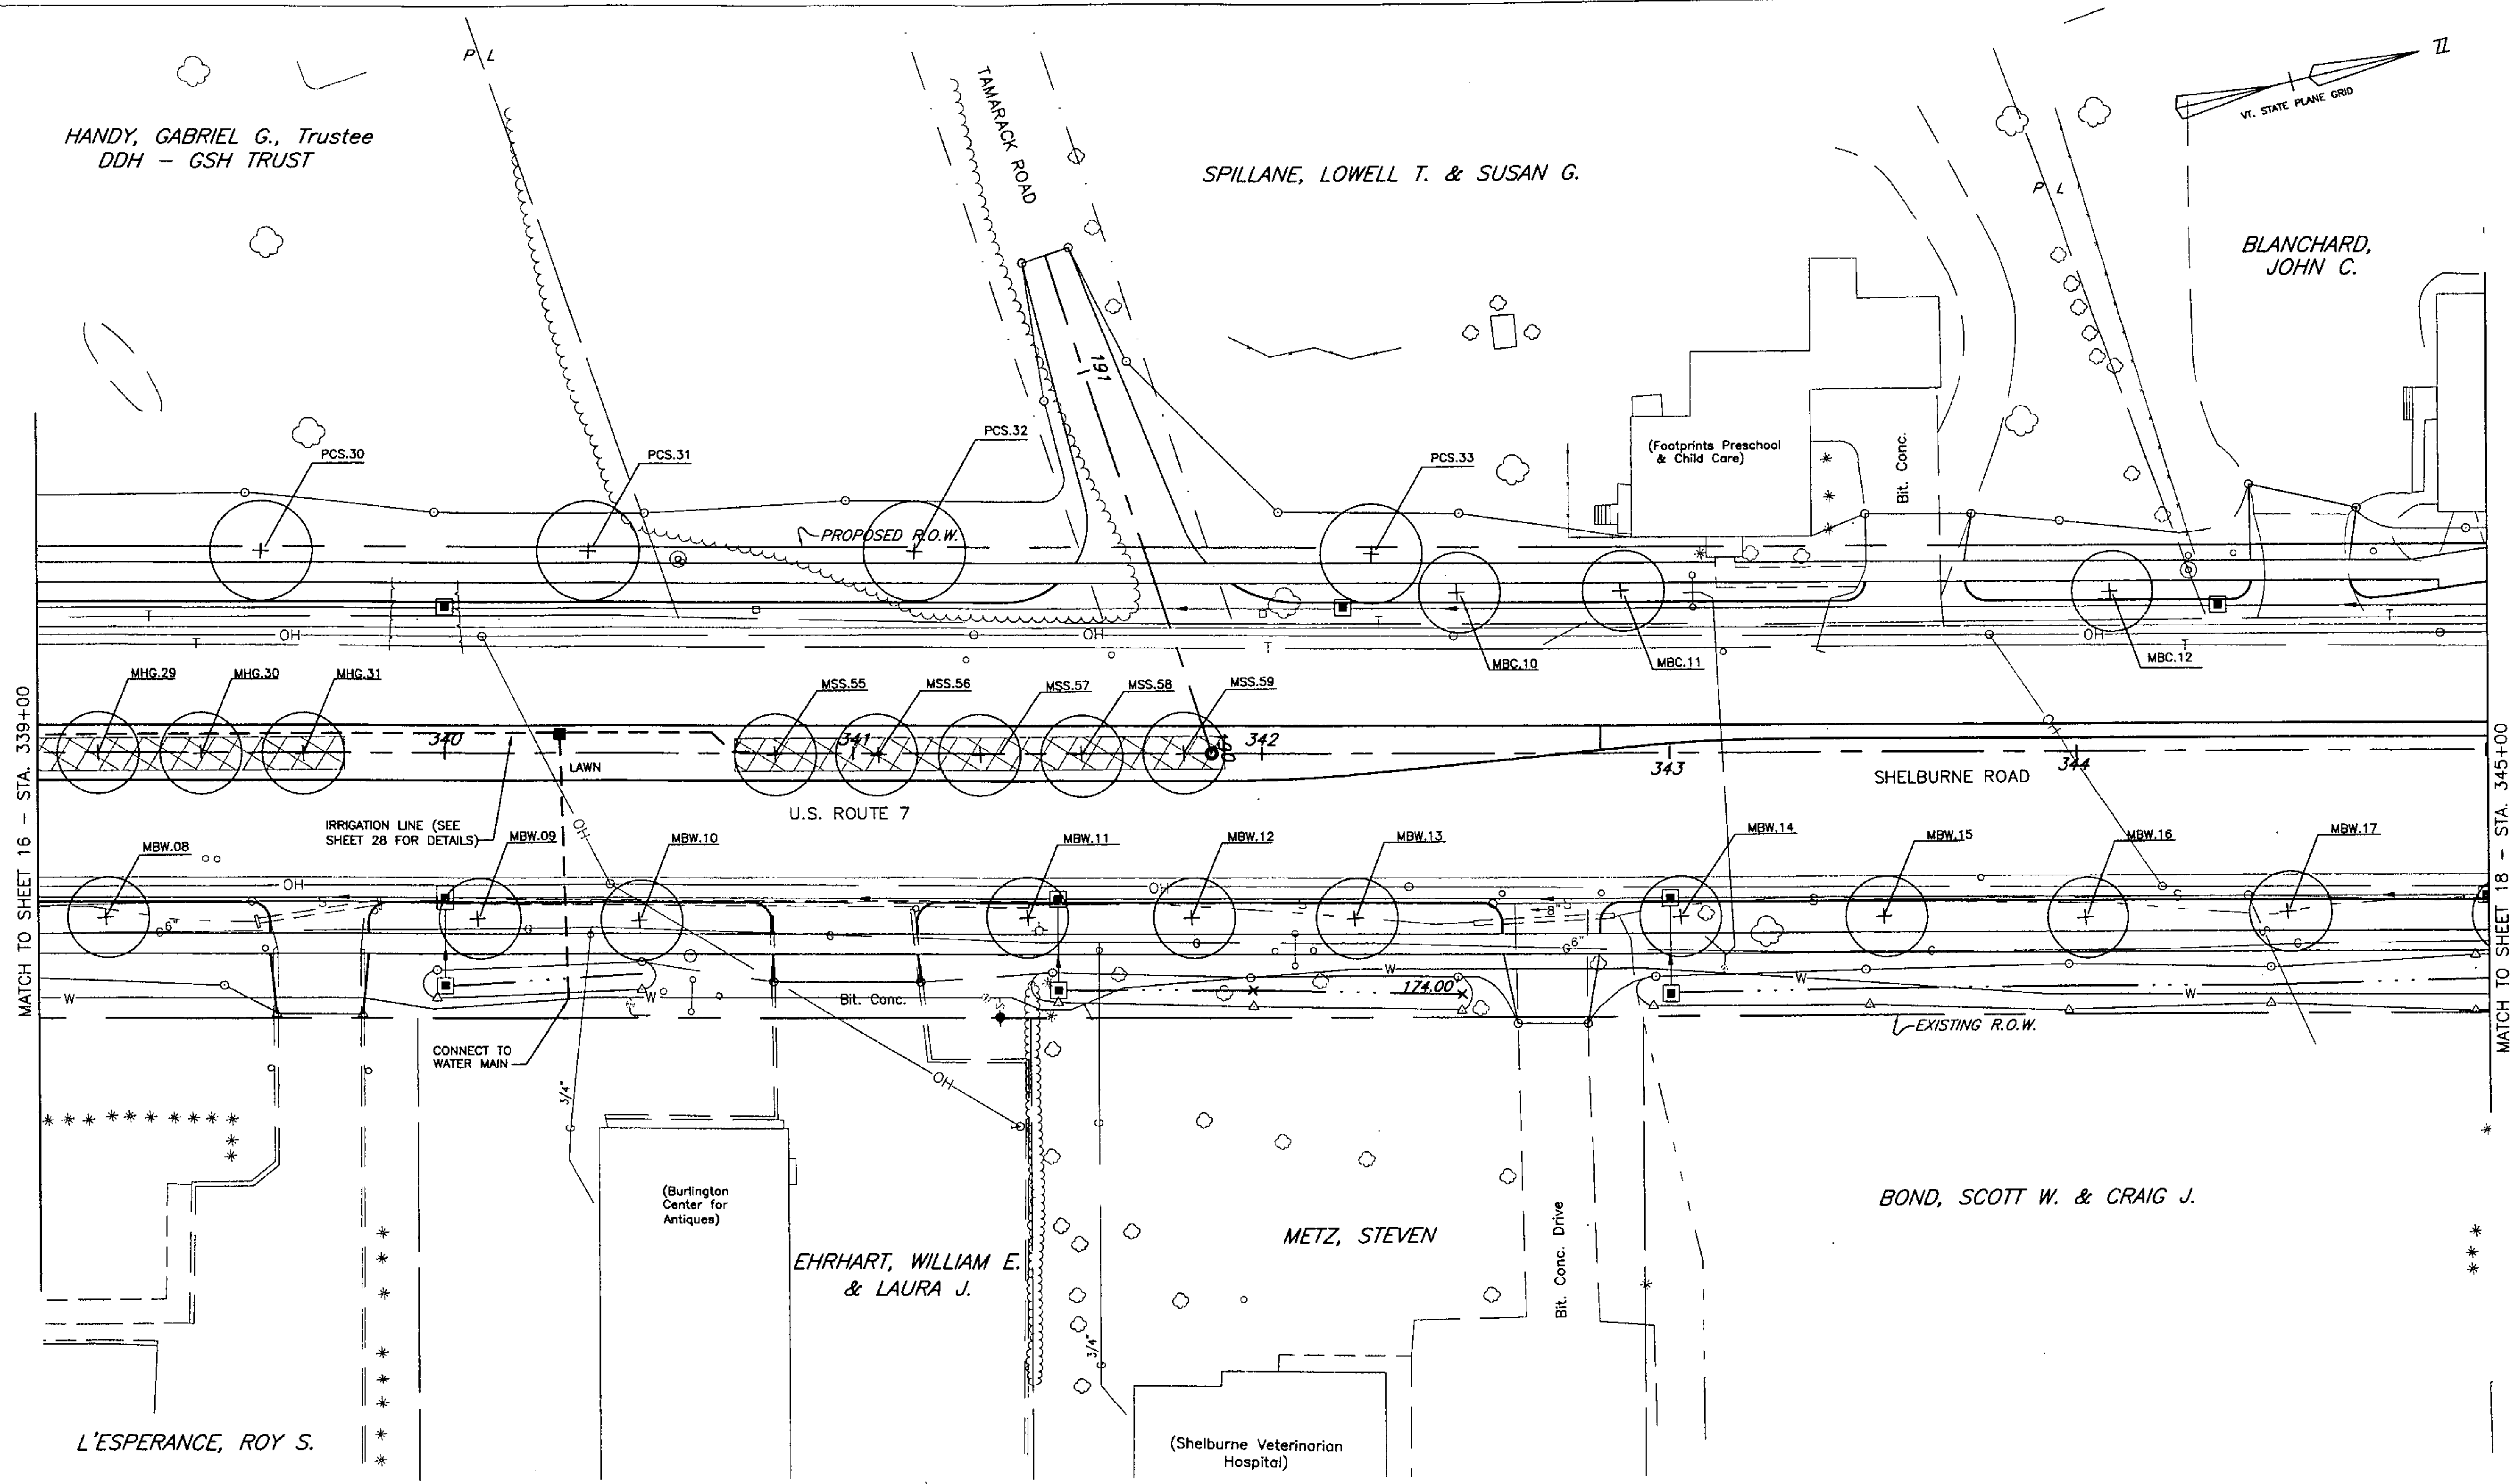 P L
TAMARACK ROAD
VT. STATE PLANE GRID
HANDY, GABRIEL G., Trustee
DDH – GSH TRUST
SPILLANE, LOWELL T. & SUSAN G.
P L
BLANCHARD,
JOHN C.
191
PCS.30
PCS.31
PCS.32
PCS.33
(Footprints Preschool
& Child Care)
Bit. Conc.
PROPOSED R.O.W.
T
T
OH
OH
T
T
OH
T
T
MBC.10
MBC.11
MBC.12
MHG.29
MHG.30
MHG.31
MSS.55
MSS.56
MSS.57
MSS.58
MSS.59
MATCH TO SHEET 16 – STA. 339+00
340
341
342
343
344
LAWN
SHELBURNE ROAD
U.S. ROUTE 7
MATCH TO SHEET 18 – STA. 345+00
IRRIGATION LINE (SEE
SHEET 28 FOR DETAILS)
OH
MBW.08
MBW.09
MBW.10
MBW.11
MBW.12
MBW.13
MBW.14
MBW.15
MBW.16
MBW.17
OH
OH
S
S
S
S
8"
S
6"
G
G
G
G
6"
G
G
W
W
Bit. Conc.
W
174.00'
W
W
EXISTING R.O.W.
CONNECT TO
WATER MAIN
OH
3/4"
(Burlington
Center for
Antiques)
BOND, SCOTT W. & CRAIG J.
METZ, STEVEN
Bit. Conc. Drive
EHRHART, WILLIAM E.
& LAURA J.
3/4"
L'ESPERANCE, ROY S.
(Shelburne Veterinarian
Hospital)